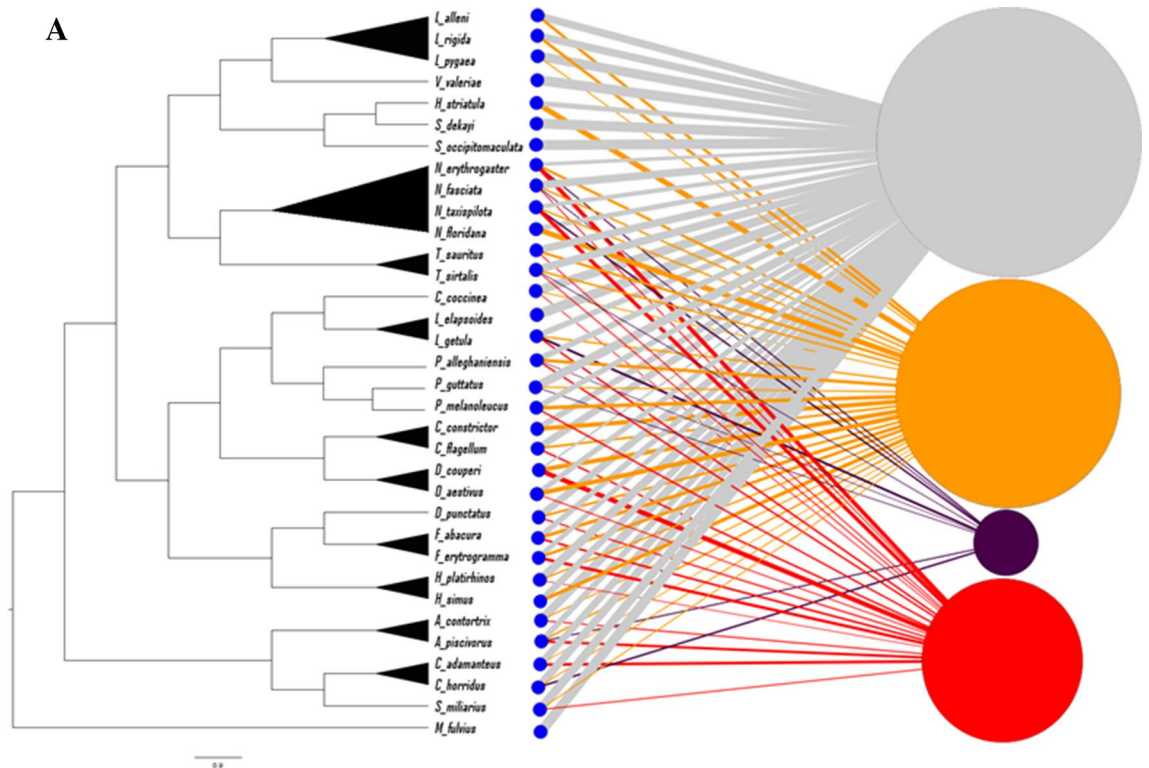 A
L_alleni
L_rigida
L_pygaea
V_valeriae
H_striatula
S_dekayi
S_occipitomaculata
N_erythrogaster
N_fasciata
N_taxispilota
N_floridana
T_sauritus
T_sirtalis
C_coccinea
L_elapsoides
L_getula
P_alleghaniensis
P_guttatus
P_melanoleucus
C_constrictor
C_flagellum
D_couperi
O_aestivus
D_punctatus
F_abacura
F_erytrogramma
H_platirhinos
H_simus
A_contortrix
A_piscivorus
C_adamanteus
C_horridus
S_miliarius
M_fulvius